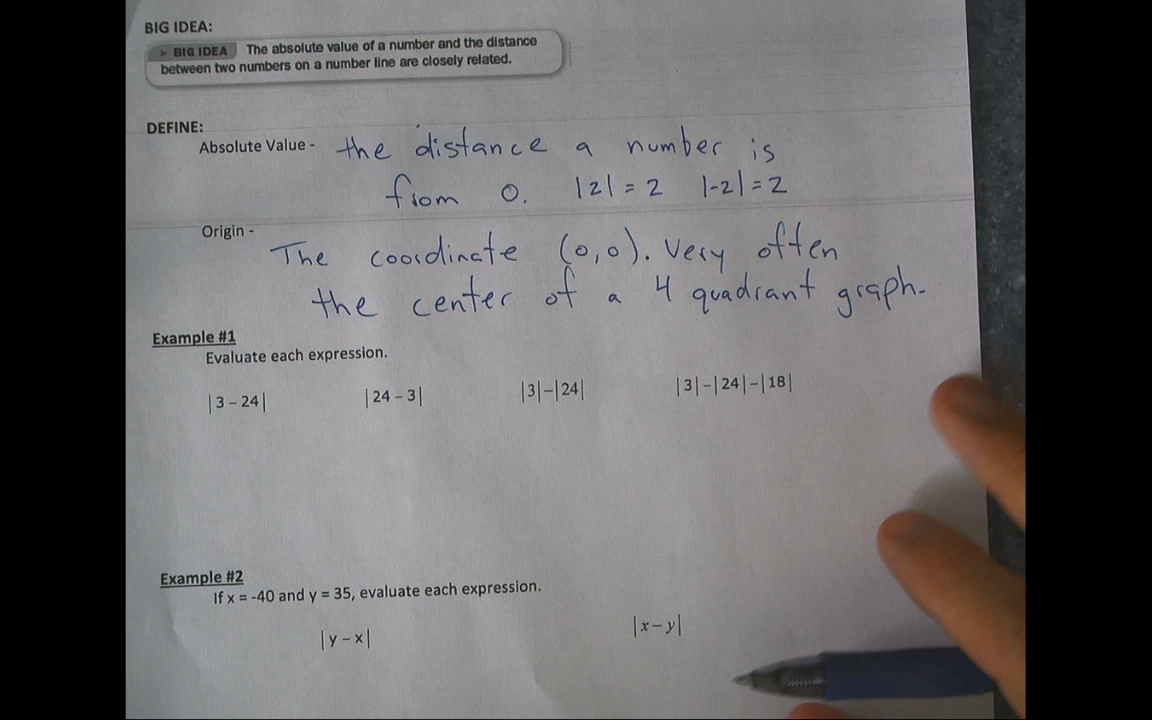 BIG IDEA:
▸ BIG IDEA The absolute value of a number and the distance
between two numbers on a number line are closely related.
DEFINE:
Absolute Value - the distance a number is
from 0. |2| = 2 |-2| = 2
Origin - The coordinate (0,0). Very often
the center of a 4 quadrant graph.
Example #1
Evaluate each expression.
|3 – 24| |24 – 3| |3|–|24| |3|–|24|–|18|
Example #2
If x = -40 and y = 35, evaluate each expression.
|y – x| |x – y|